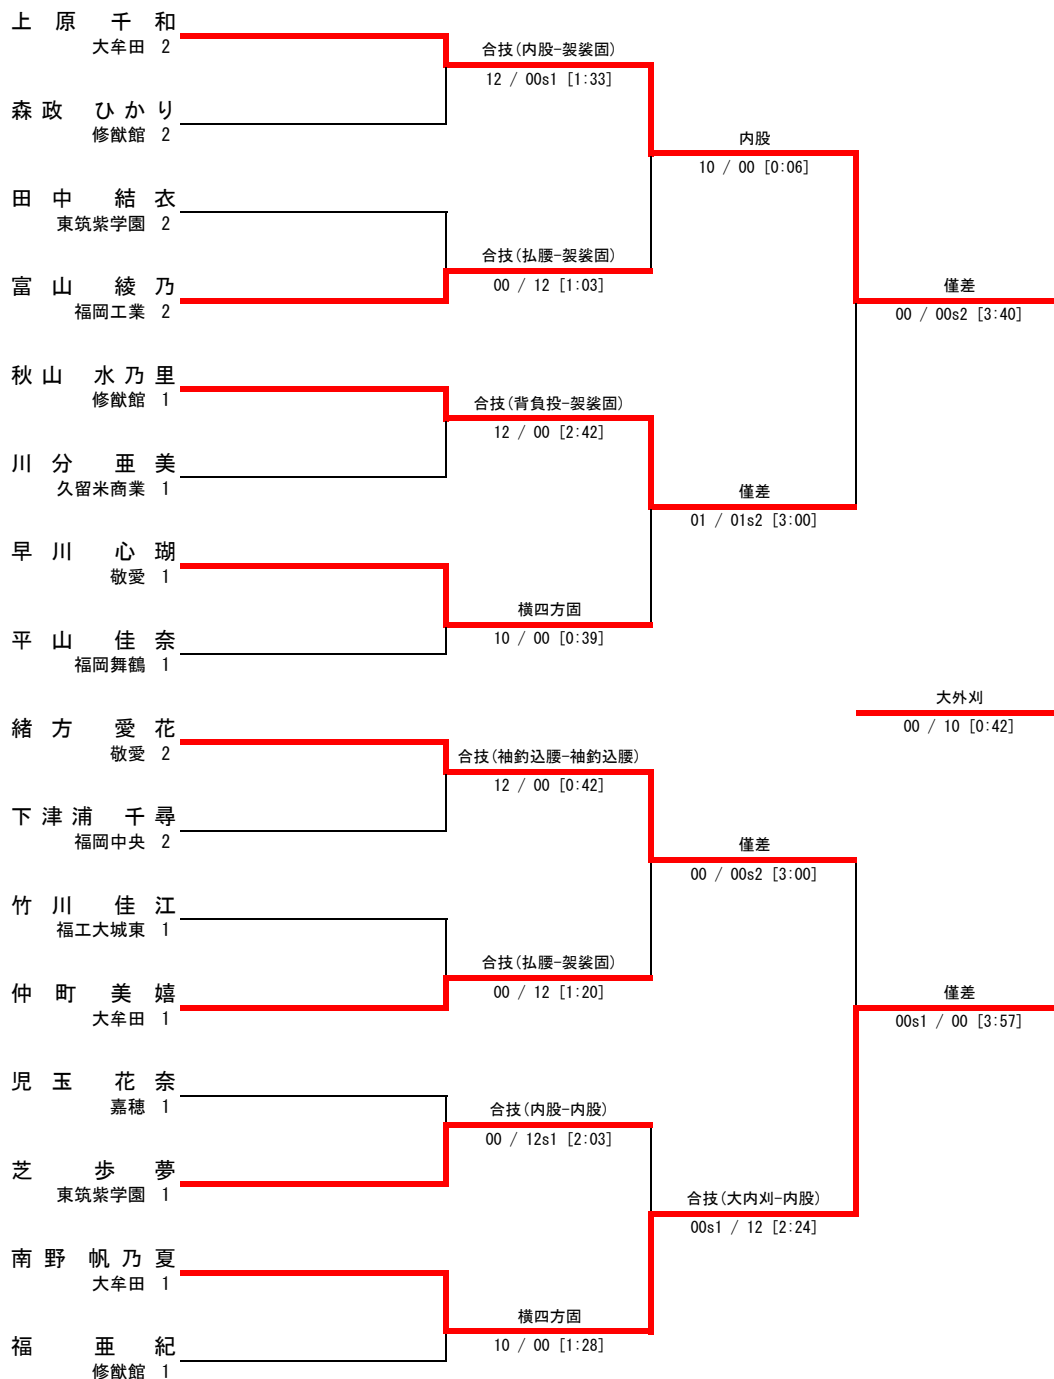 上原 千和
大牟田 2
合技(内股-袈裟固)
12 / 00s1 [1:33]
森政 ひかり
修猷館 2
内股
10 / 00 [0:06]
田中 結衣
東筑紫学園 2
合技(払腰-袈裟固)
00 / 12 [1:03]
富山 綾乃
福岡工業 2
僅差
00 / 00s2 [3:40]
秋山 水乃里
修猷館 1
合技(背負投-袈裟固)
12 / 00 [2:42]
川分 亜美
久留米商業 1
僅差
01 / 01s2 [3:00]
早川 心瑚
敬愛 1
横四方固
10 / 00 [0:39]
平山 佳奈
福岡舞鶴 1
大外刈
00 / 10 [0:42]
緒方 愛花
敬愛 2
合技(袖釣込腰-袖釣込腰)
12 / 00 [0:42]
下津浦 千尋
福岡中央 2
僅差
00 / 00s2 [3:00]
竹川 佳江
福工大城東 1
合技(払腰-袈裟固)
00 / 12 [1:20]
仲町 美嬉
大牟田 1
僅差
00s1 / 00 [3:57]
児玉 花奈
嘉穂 1
合技(内股-内股)
00 / 12s1 [2:03]
芝 歩夢
東筑紫学園 1
合技(大内刈-内股)
00s1 / 12 [2:24]
南野 帆乃夏
大牟田 1
横四方固
10 / 00 [1:28]
福 亜紀
修猷館 1